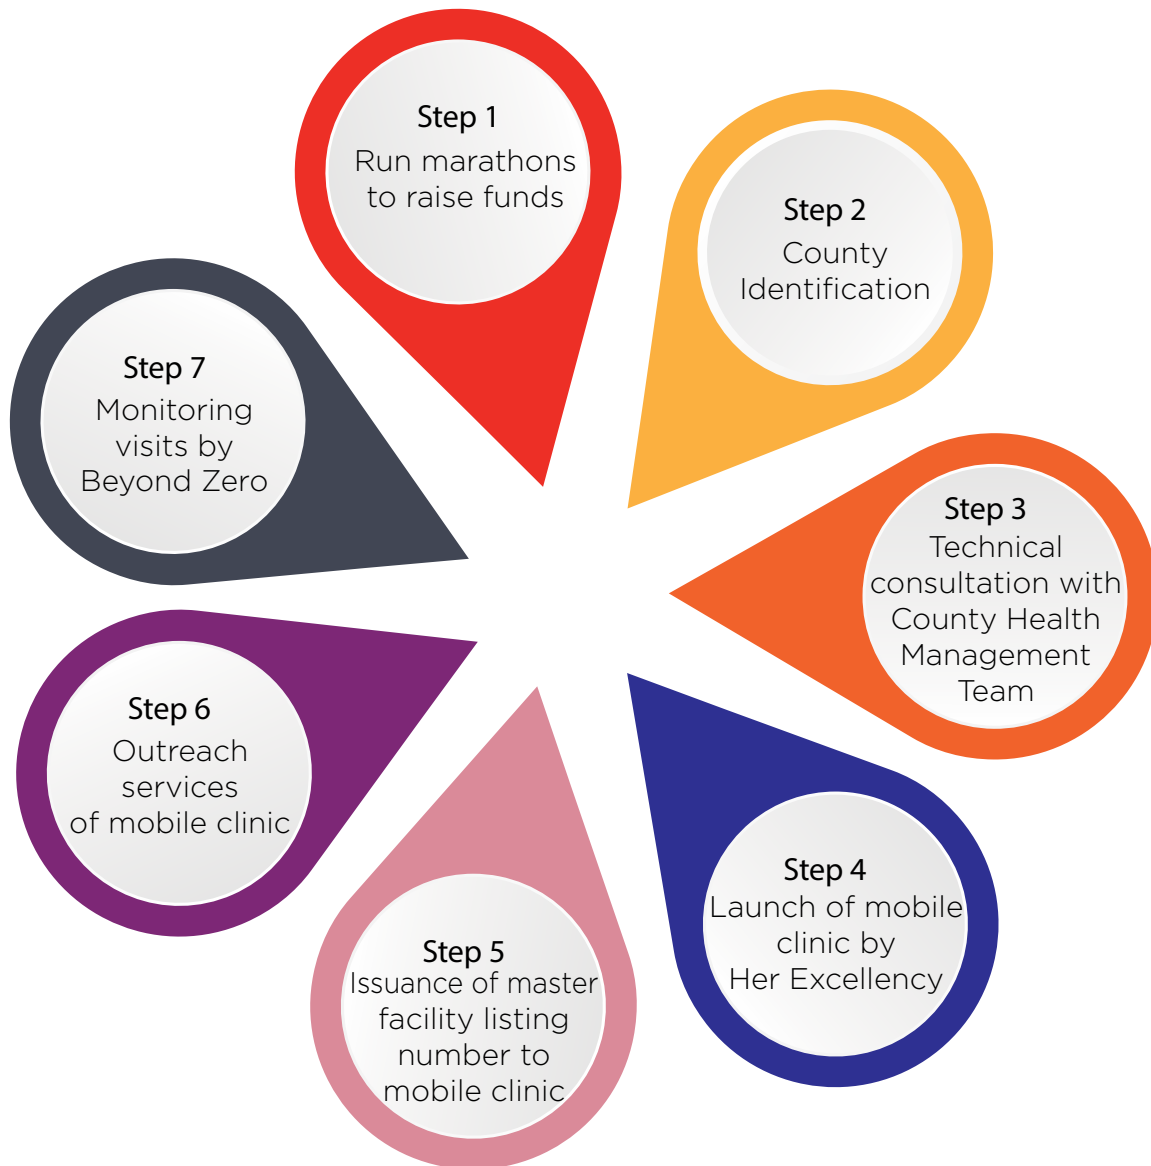 Step 1
Run marathons
to raise funds
Step 2
County
Identification
Step 3
Technical
consultation with
County Health
Management
Team
Step 4
Launch of mobile
clinic by
Her Excellency
Step 5
Issuance of master
facility listing
number to
mobile clinic
Step 6
Outreach
services
of mobile clinic
Step 7
Monitoring
visits by
Beyond Zero